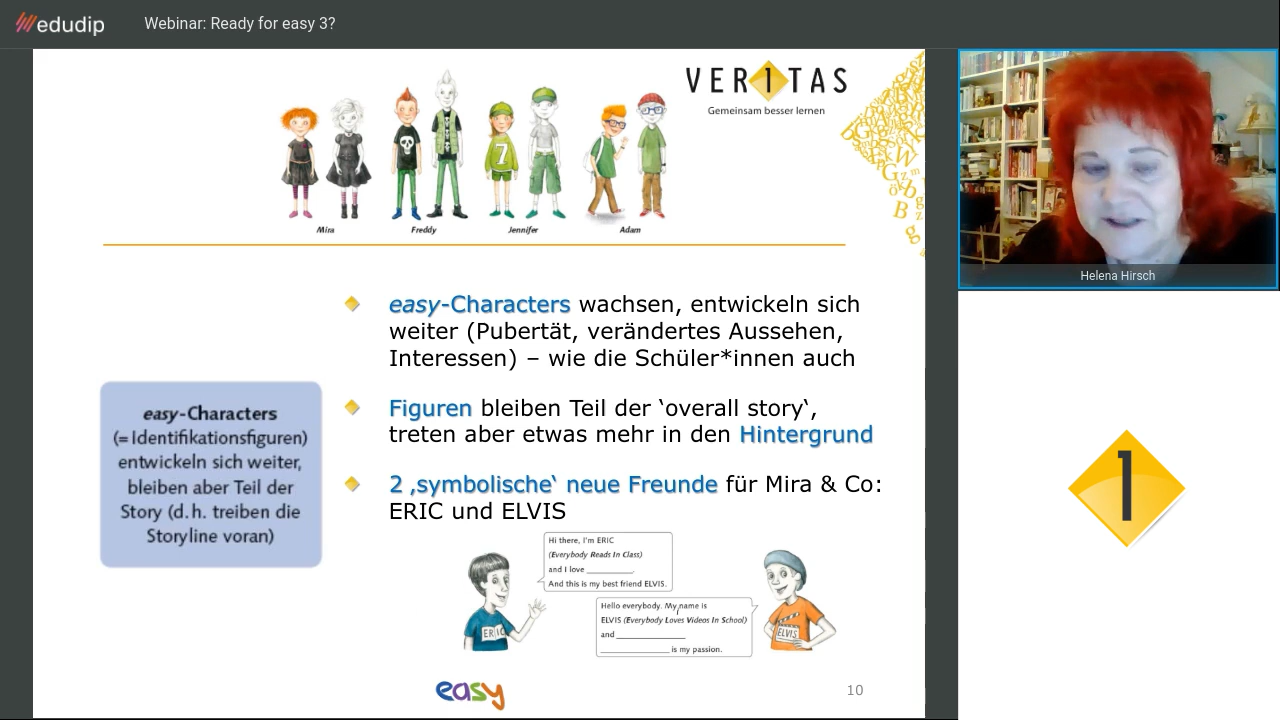 edudip
Webinar: Ready for easy 3?
VERITAS
Gemeinsam besser lernen
Mira
Freddy
Jennifer
Adam
7
easy-Characters wachsen, entwickeln sich
weiter (Pubertät, verändertes Aussehen,
Interessen) – wie die Schüler*innen auch
Figuren bleiben Teil der ‘overall story‘,
treten aber etwas mehr in den Hintergrund
2 ‚symbolische‘ neue Freunde für Mira & Co:
ERIC und ELVIS
easy-Characters
(= Identifikationsfiguren)
entwickeln sich weiter,
bleiben aber Teil der
Story (d. h. treiben die
Storyline voran)
Hi there, I'm ERIC
(Everybody Reads In Class)
and I love __________.
And this is my best friend ELVIS.
Hello everybody. My name is
ELVIS (Everybody Loves Videos In School)
and _______________
_______________ is my passion.
ERIC
ELVIS
easy
10
Helena Hirsch
1